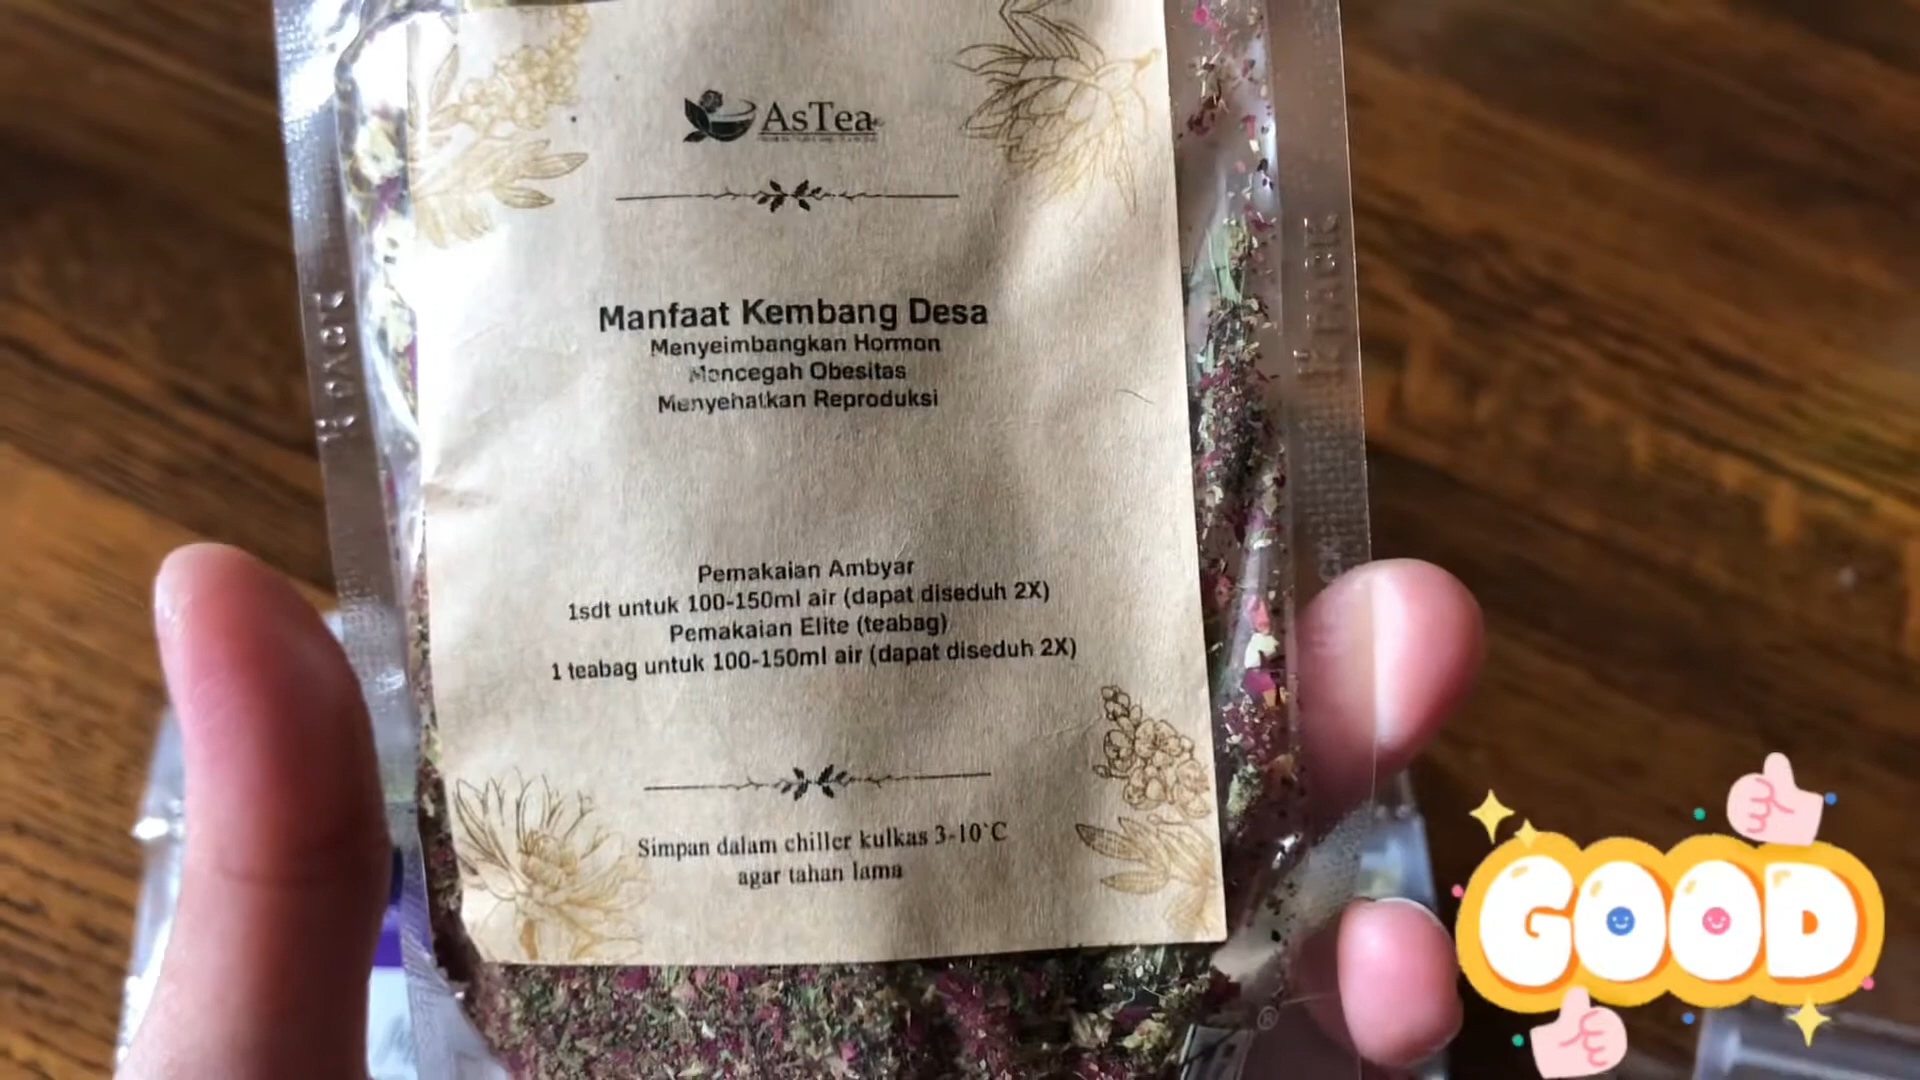 AsTea
Manfaat Kembang Desa
Menyeimbangkan Hormon
Mencegah Obesitas
Menyehatkan Reproduksi
Pemakaian Ambyar
1sdt untuk 100-150ml air (dapat diseduh 2X)
Pemakaian Elite (teabag)
1 teabag untuk 100-150ml air (dapat diseduh 2X)
Simpan dalam chiller kulkas 3-10`C
agar tahan lama
GOOD